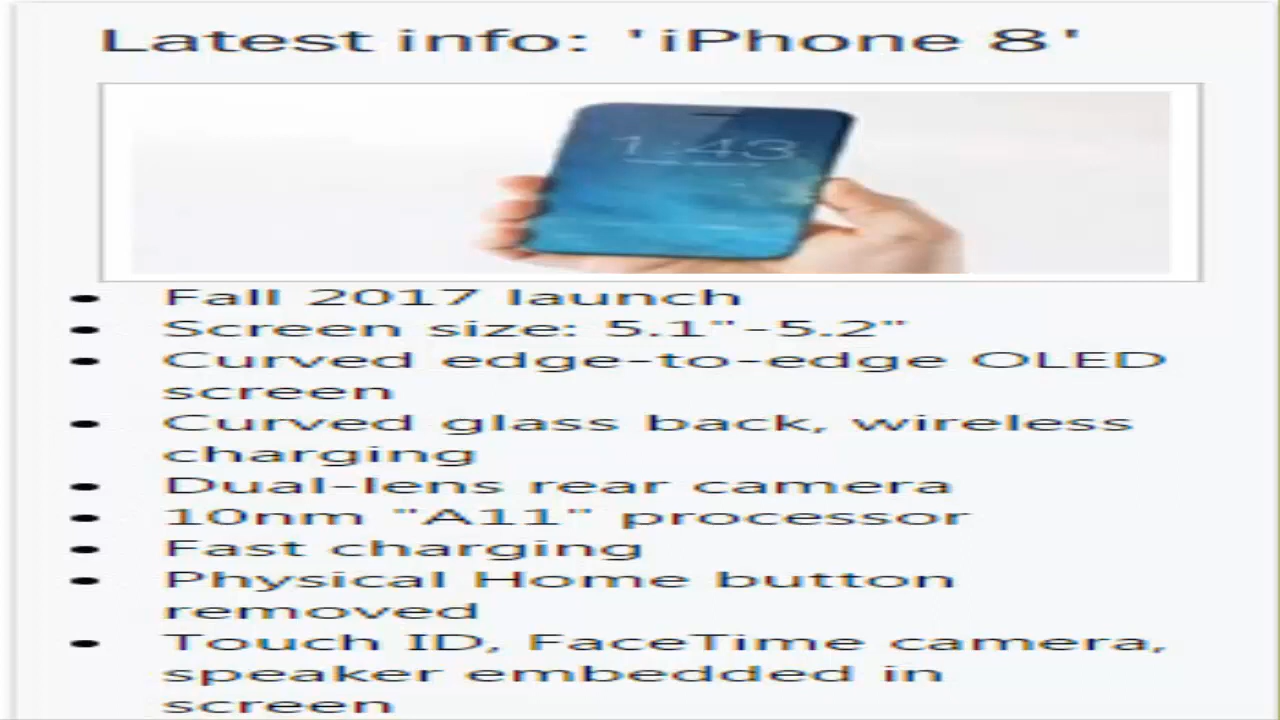 Latest info: 'iPhone 8'
1:43
• Fall 2017 launch
• Screen size: 5.1"-5.2"
• Curved edge-to-edge OLED
screen
• Curved glass back, wireless
charging
• Dual-lens rear camera
• 10nm "A11" processor
• Fast charging
• Physical Home button
removed
• Touch ID, FaceTime camera,
speaker embedded in
screen